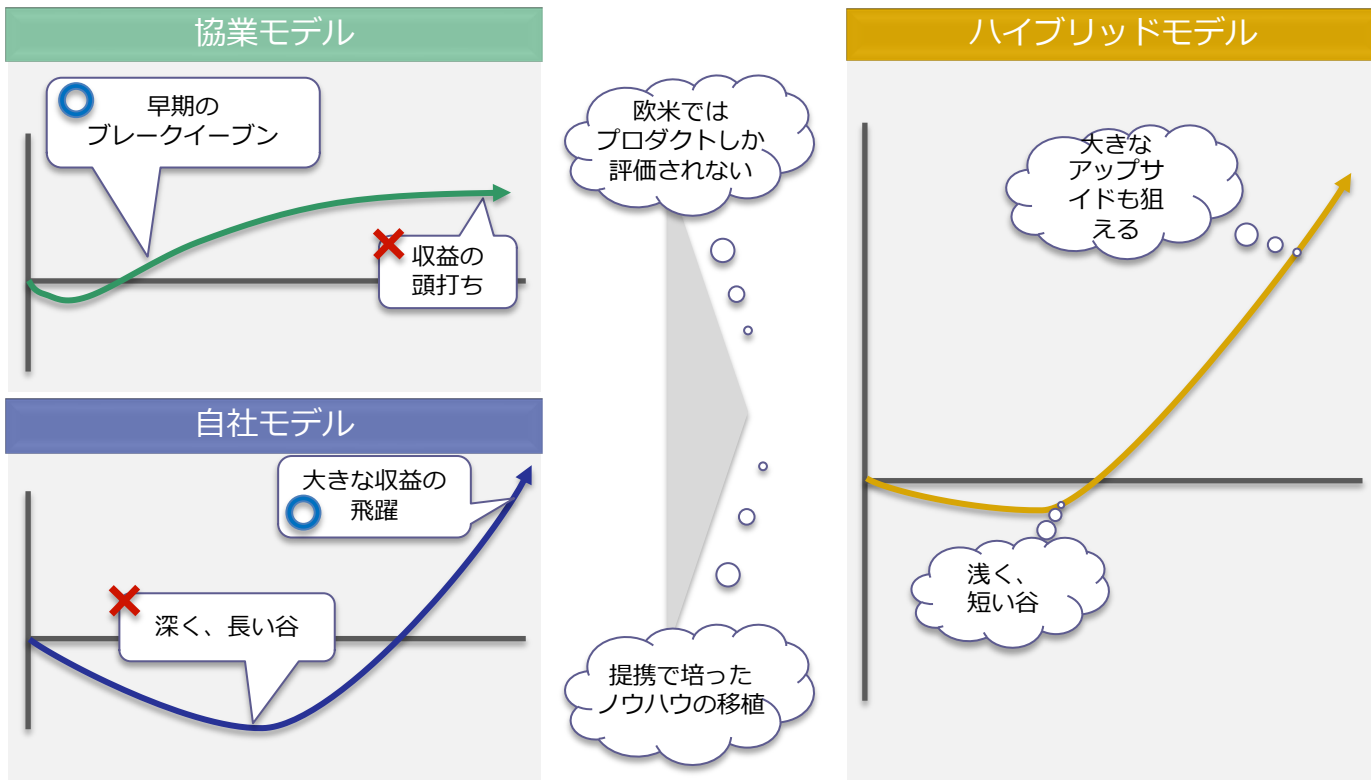 協業モデル
早期の
ブレークイーブン
収益の
頭打ち
自社モデル
大きな収益の
飛躍
深く、長い谷
欧米では
プロダクトしか
評価されない
提携で培った
ノウハウの移植
ハイブリッドモデル
大きな
アップサ
イドも狙
える
浅く、
短い谷